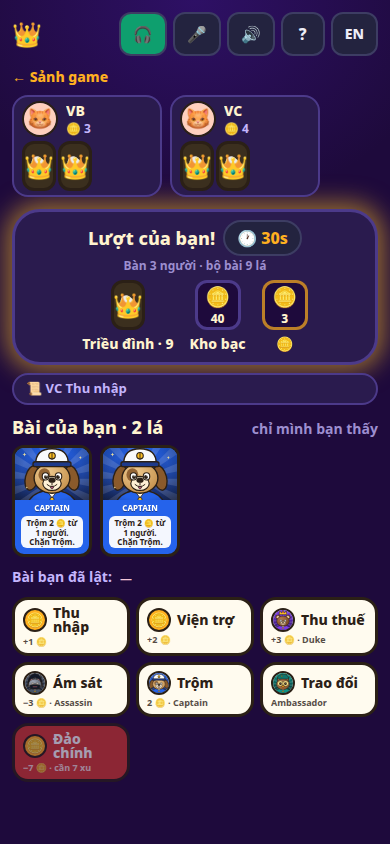 ? EN
← Sảnh game
VB
3
VC
4
Lượt của bạn! 🕐 30s
Bàn 3 người · bộ bài 9 lá
40 3
Triều đình · 9 Kho bạc 🪙
📜 VC Thu nhập
Bài của bạn · 2 lá chỉ mình bạn thấy
CAPTAIN
Trộm 2 🪙 từ
1 người.
Chặn Trộm.
CAPTAIN
Trộm 2 🪙 từ
1 người.
Chặn Trộm.
Bài bạn đã lật: —
Thu
nhập
+1 🪙
Viện trợ
+2 🪙
Thu thuế
+3 🪙 · Duke
Ám sát
−3 🪙 · Assassin
Trộm
2 🪙 · Captain
Trao đổi
Ambassador
Đảo
chính
−7 🪙 · cần 7 xu